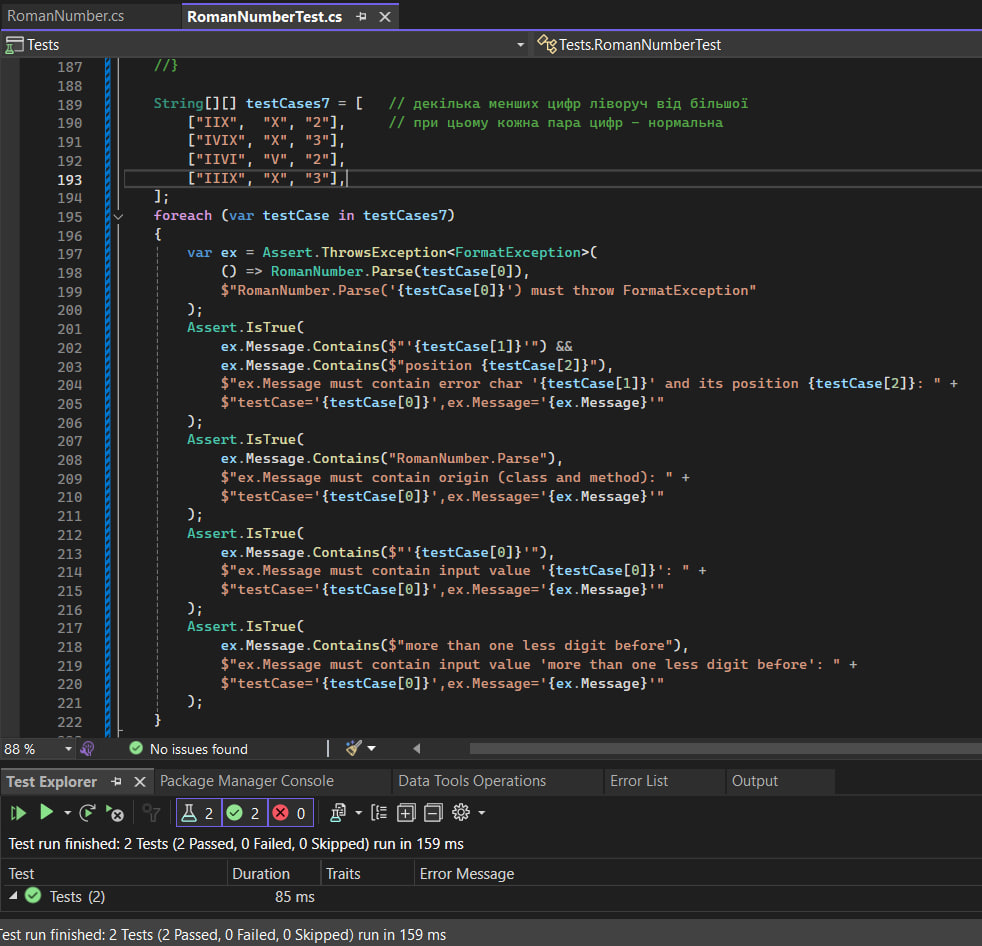 RomanNumber.cs RomanNumberTest.cs
Tests Tests.RomanNumberTest
187 //}
188
189 String[][] testCases7 = [ // декілька менших цифр ліворуч від більшої
190 ["IIX", "X", "2"], // при цьому кожна пара цифр - нормальна
191 ["IVIX", "X", "3"],
192 ["IIVI", "V", "2"],
193 ["IIIX", "X", "3"],
194 ];
195 foreach (var testCase in testCases7)
196 {
197 var ex = Assert.ThrowsException<FormatException>(
198 () => RomanNumber.Parse(testCase[0]),
199 $"RomanNumber.Parse('{testCase[0]}') must throw FormatException"
200 );
201 Assert.IsTrue(
202 ex.Message.Contains($"'{testCase[1]}'") &&
203 ex.Message.Contains($"position {testCase[2]}"),
204 $"ex.Message must contain error char '{testCase[1]}' and its position {testCase[2]}: " +
205 $"testCase='{testCase[0]}',ex.Message='{ex.Message}'"
206 );
207 Assert.IsTrue(
208 ex.Message.Contains("RomanNumber.Parse"),
209 $"ex.Message must contain origin (class and method): " +
210 $"testCase='{testCase[0]}',ex.Message='{ex.Message}'"
211 );
212 Assert.IsTrue(
213 ex.Message.Contains($"'{testCase[0]}'"),
214 $"ex.Message must contain input value '{testCase[0]}': " +
215 $"testCase='{testCase[0]}',ex.Message='{ex.Message}'"
216 );
217 Assert.IsTrue(
218 ex.Message.Contains($"more than one less digit before"),
219 $"ex.Message must contain input value 'more than one less digit before': " +
220 $"testCase='{testCase[0]}',ex.Message='{ex.Message}'"
221 );
222 }
88 % No issues found
Test Explorer Package Manager Console Data Tools Operations Error List Output
2 2 0
Test run finished: 2 Tests (2 Passed, 0 Failed, 0 Skipped) run in 159 ms
Test Duration Traits Error Message
Tests (2) 85 ms
Test run finished: 2 Tests (2 Passed, 0 Failed, 0 Skipped) run in 159 ms